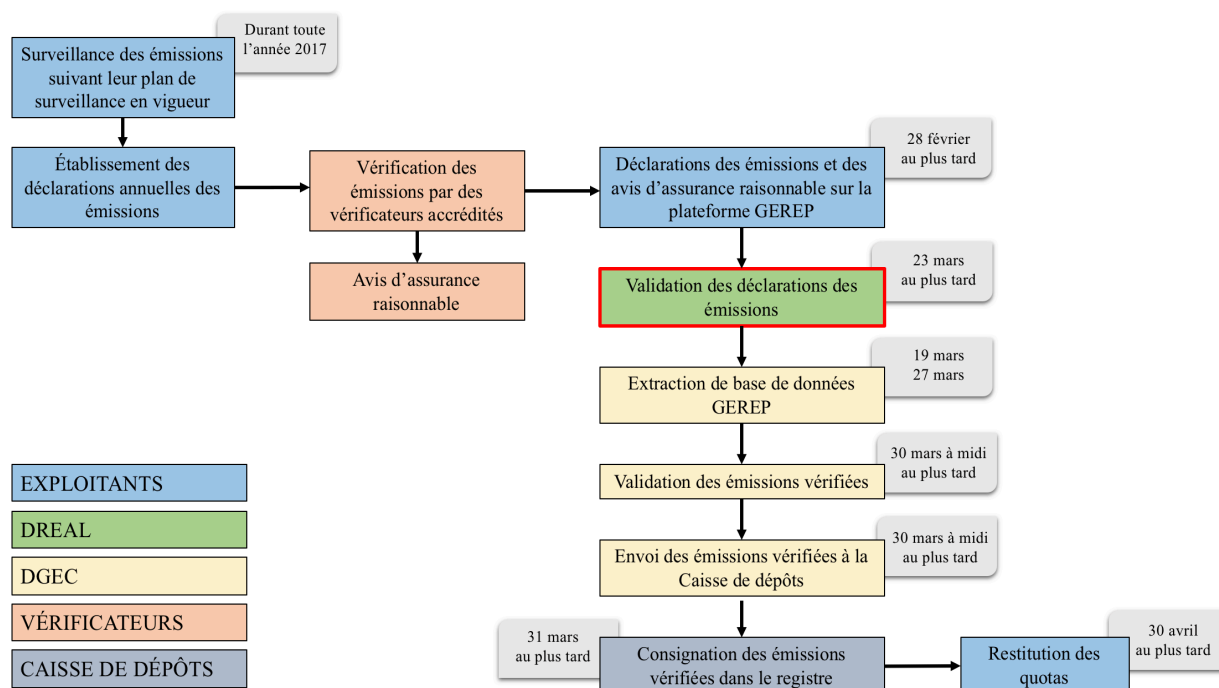 Durant toute
l’année 2017
Surveillance des émissions
suivant leur plan de
surveillance en vigueur
Établissement des
déclarations annuelles des
émissions
Vérification des
émissions par des
vérificateurs accrédités
Avis d’assurance
raisonnable
28 février
au plus tard
Déclarations des émissions et des
avis d’assurance raisonnable sur la
plateforme GEREP
23 mars
au plus tard
Validation des déclarations des
émissions
19 mars
27 mars
Extraction de base de données
GEREP
30 mars à midi
au plus tard
Validation des émissions vérifiées
30 mars à midi
au plus tard
Envoi des émissions vérifiées à la
Caisse de dépôts
31 mars
au plus tard
Consignation des émissions
vérifiées dans le registre
30 avril
au plus tard
Restitution des
quotas
EXPLOITANTS
DREAL
DGEC
VÉRIFICATEURS
CAISSE DE DÉPÔTS